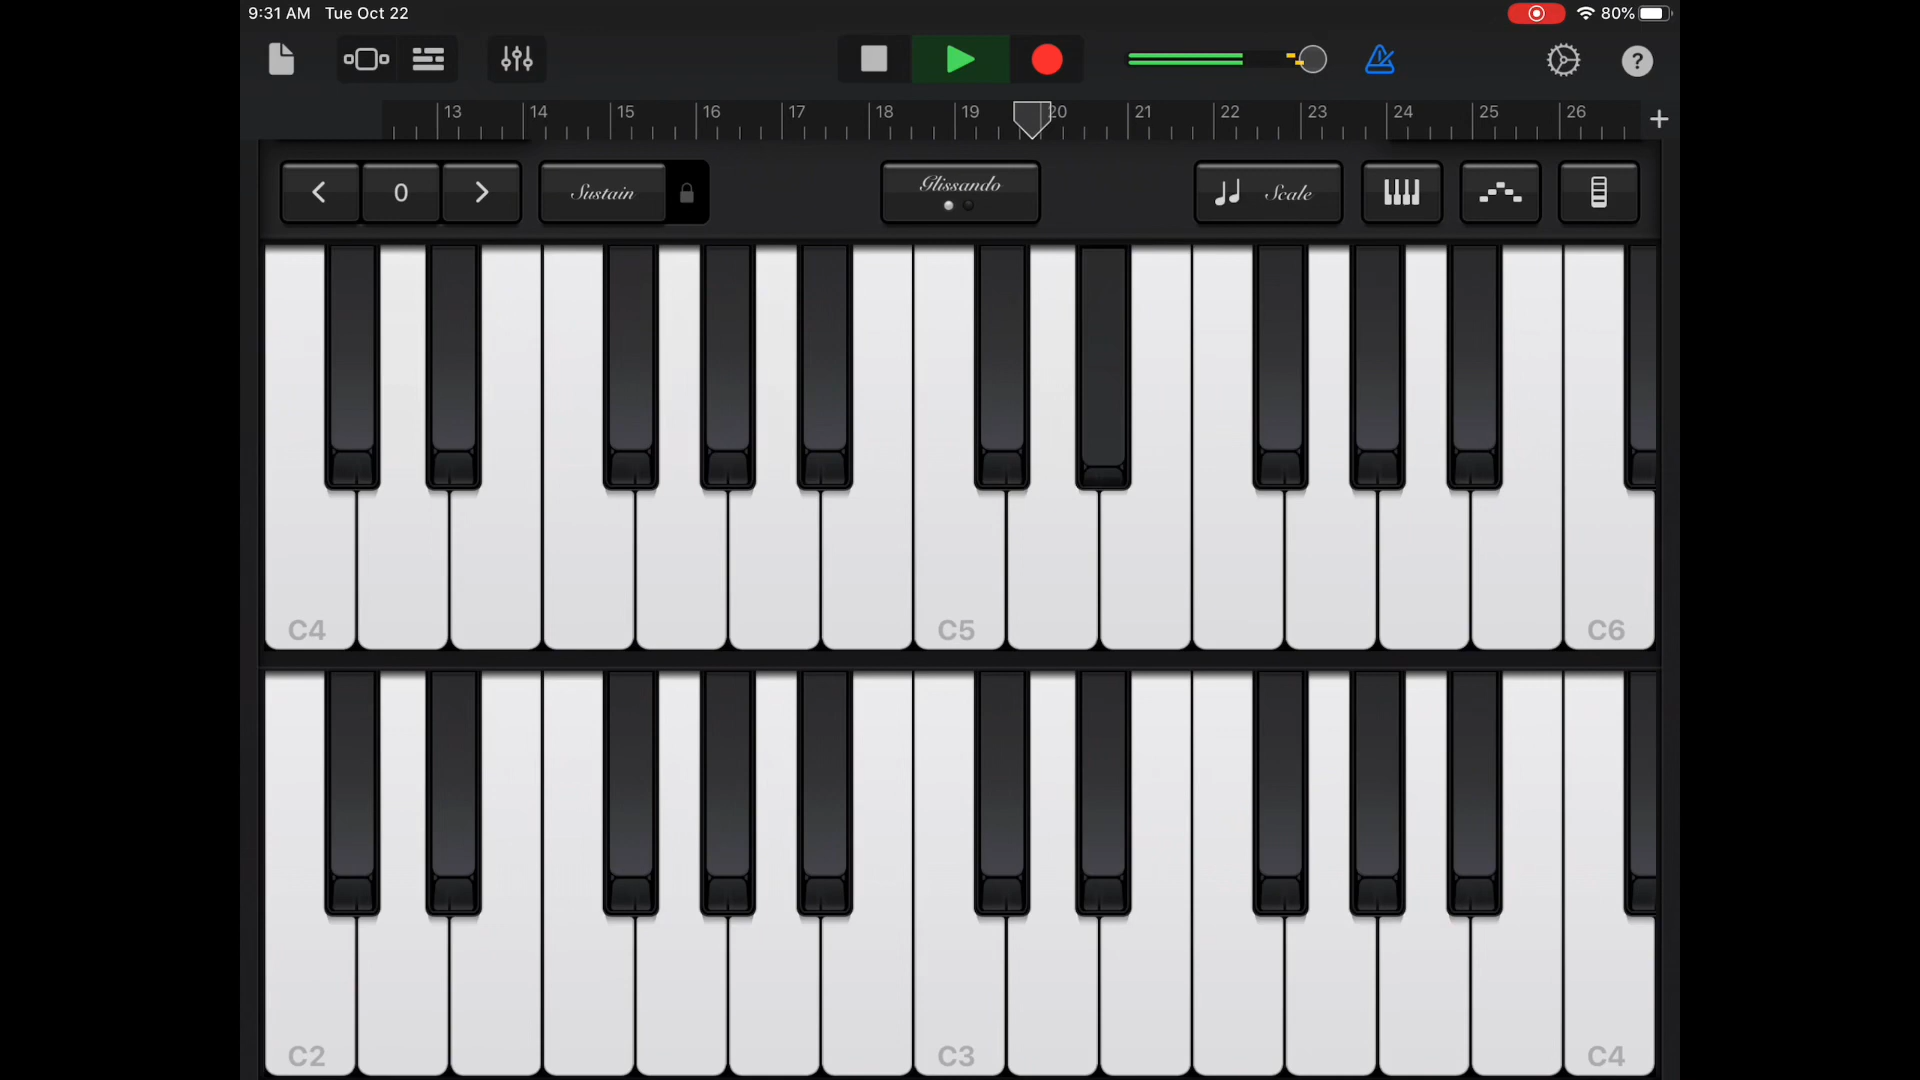 9:31 AM Tue Oct 22 80%
?
13 14 15 16 17 18 19 20 21 22 23 24 25 26 +
0 Sustain Glissando Scale
C4 C5 C6
C2 C3 C4